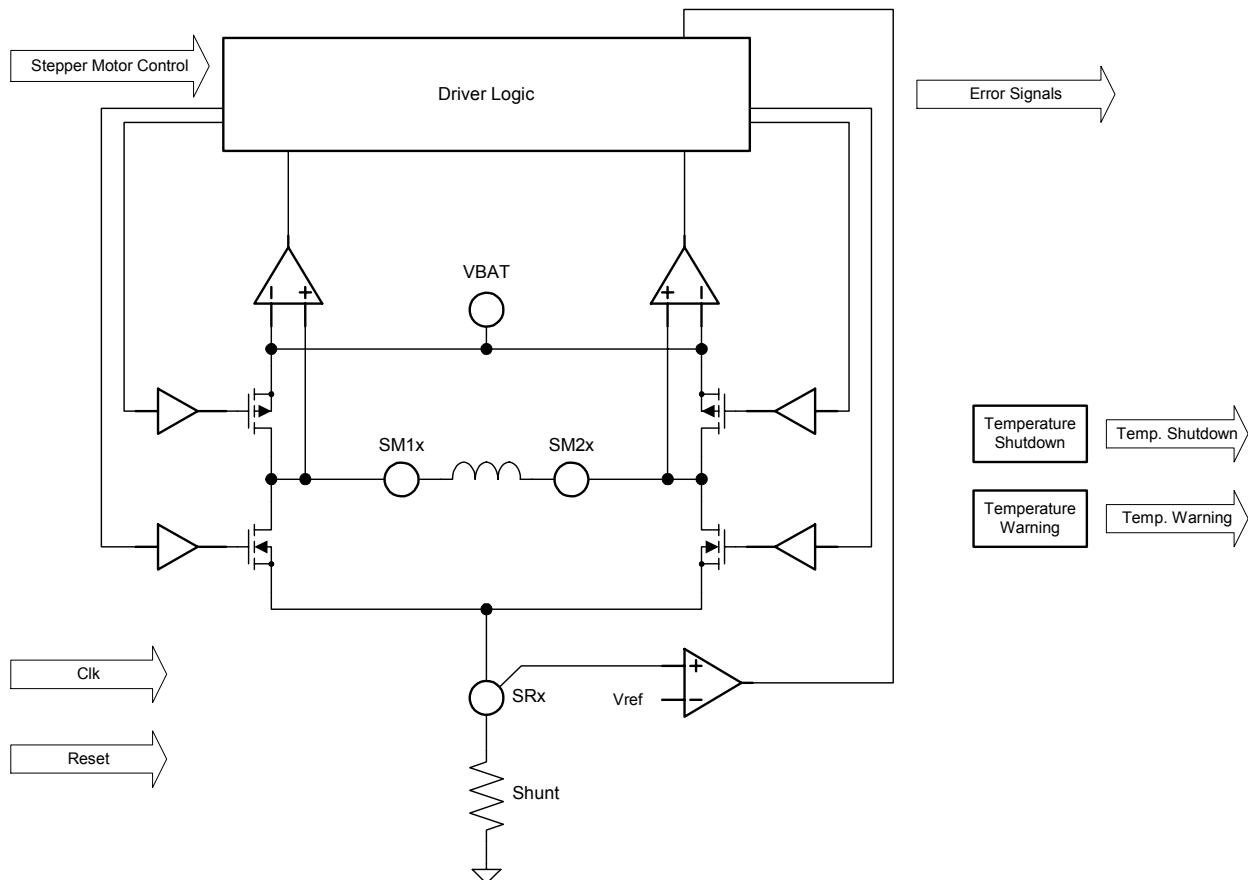 Stepper Motor Control
Driver Logic
Error Signals
VBAT
SM1x
SM2x
Temperature
Shutdown
Temp. Shutdown
Temperature
Warning
Temp. Warning
Clk
SRx
Vref
Reset
Shunt